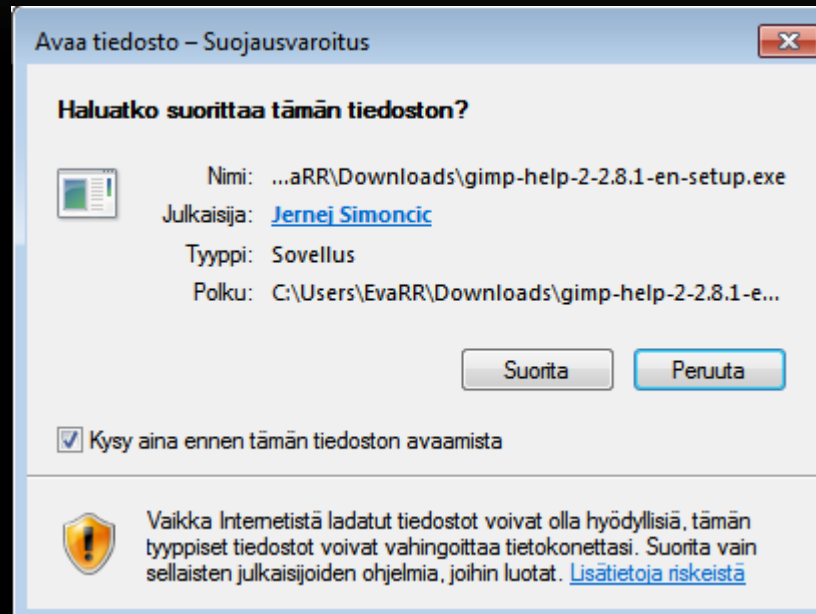 Avaa tiedosto – Suojausvaroitus
Haluatko suorittaa tämän tiedoston?
Nimi: ...aRR\Downloads\gimp-help-2-2.8.1-en-setup.exe
Julkaisija: Jernej Simoncic
Tyyppi: Sovellus
Polku: C:\Users\EvaRR\Downloads\gimp-help-2-2.8.1-e...
Suorita Peruuta
Kysy aina ennen tämän tiedoston avaamista
Vaikka Internetistä ladatut tiedostot voivat olla hyödyllisiä, tämän
tyyppiset tiedostot voivat vahingoittaa tietokonettasi. Suorita vain
sellaisten julkaisijoiden ohjelmia, joihin luotat. Lisätietoja riskeistä